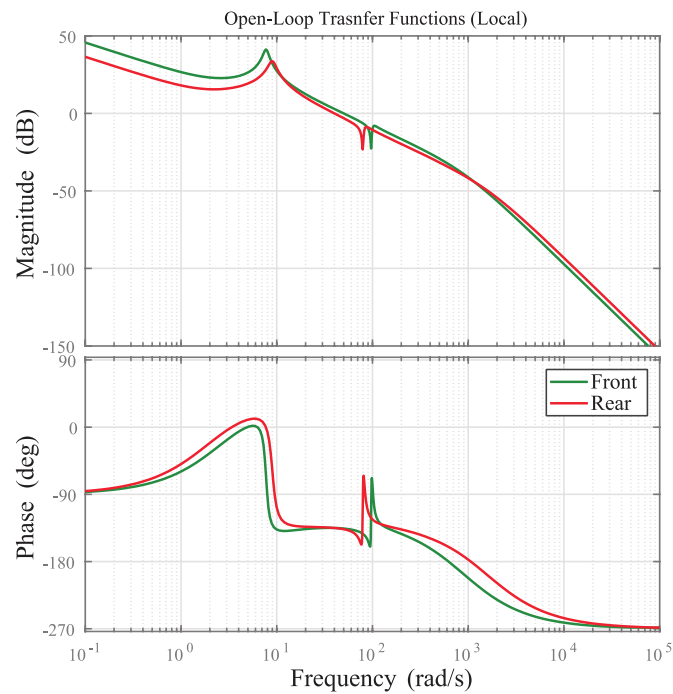 Open-Loop Trasnfer Functions (Local)
50
0
-50
-100
-150
Magnitude (dB)
90
0
-90
-180
-270
Phase (deg)
Front
Rear
10^-1
10^0
10^1
10^2
10^3
10^4
10^5
Frequency (rad/s)